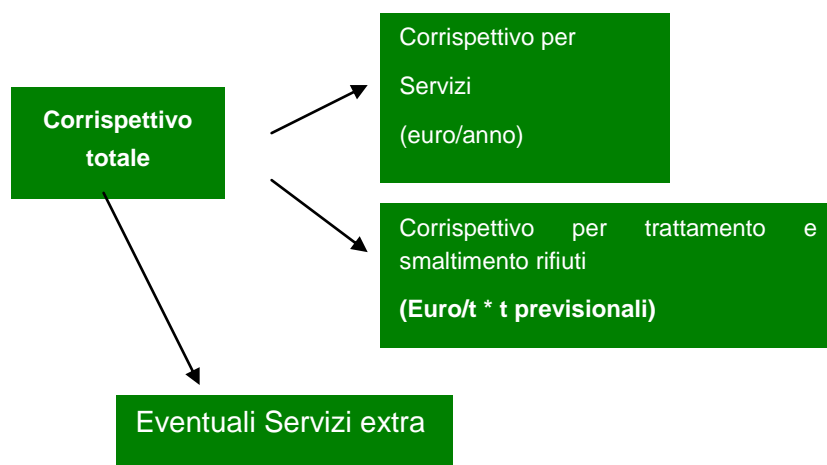 Corrispettivo per
Servizi
(euro/anno)
Corrispettivo
totale
Corrispettivo per trattamento e
smaltimento rifiuti
(Euro/t * t previsionali)
Eventuali Servizi extra